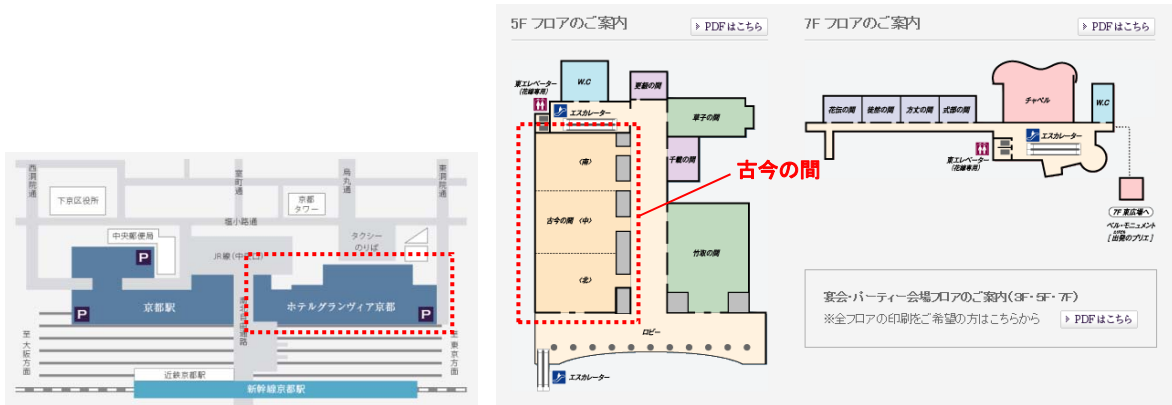 西洞院通
室町通
烏丸通
東洞院通
下京区役所
京都
タワー
塩小路通
中央郵便局
タクシー
のりば
P
JR線(中央口)
京都駅
ホテルグランヴィア京都
P
P
至大阪方面
至東京方面
近鉄京都駅
新幹線京都駅
5F フロアのご案内
PDFはこちら
東エレベーター
(花嫁専用)
W.C
更級の間
エスカレーター
草子の間
(南)
千載の間
古今の間
古今の間 (中)
竹取の間
(北)
ロビー
エスカレーター
7F フロアのご案内
PDFはこちら
チャペル
W.C
花伝の間
徒然の間
方丈の間
式部の間
エスカレーター
東エレベーター
(花嫁専用)
7F 東広場へ
ベル・モニュメント
[出発のプリエ]
宴会・パーティー会場フロアのご案内(3F・5F・7F)
※全フロアの印刷をご希望の方はこちらから
PDFはこちら